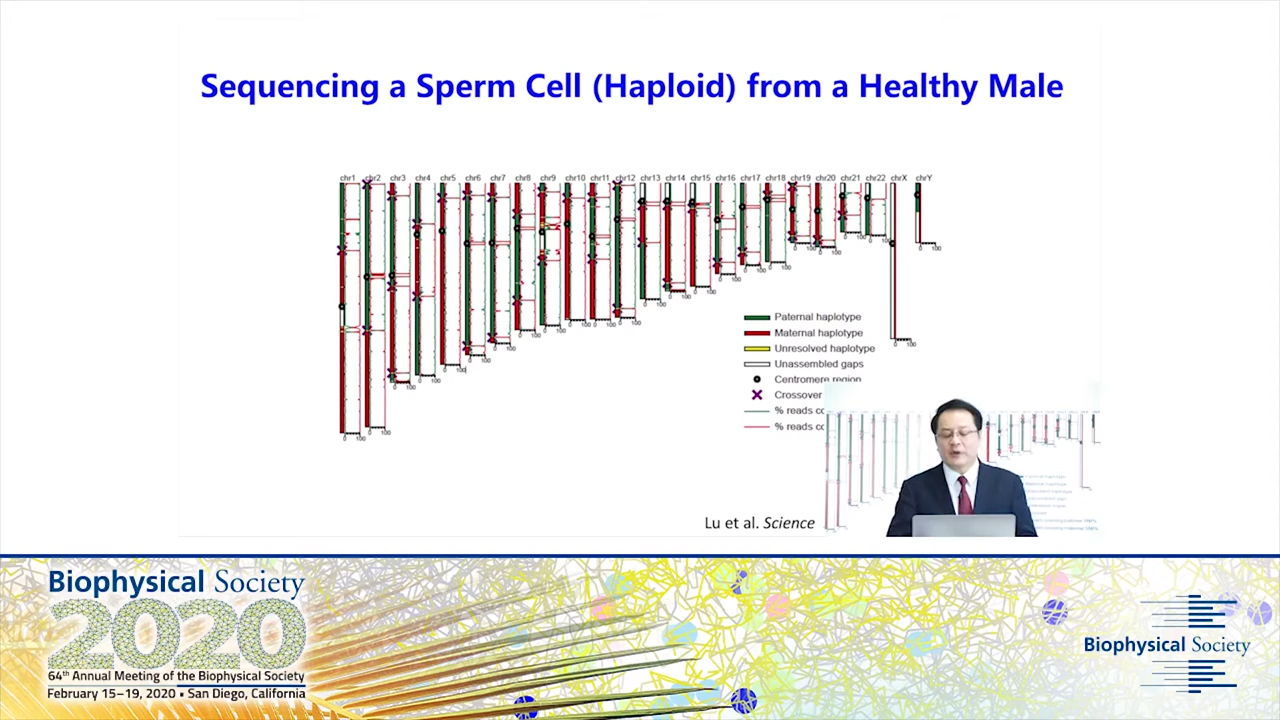 Sequencing a Sperm Cell (Haploid) from a Healthy Male
chr1 chr2 chr3 chr4 chr5 chr6 chr7 chr8 chr9 chr10 chr11 chr12 chr13 chr14 chr15 chr16 chr17 chr18 chr19 chr20 chr21 chr22 chrX chrY
Paternal haplotype
Maternal haplotype
Unresolved haplotype
Unassembled gaps
Centromere region
Crossover
% reads
% reads
Lu et al. Science
Biophysical Society
2020
64th Annual Meeting of the Biophysical Society
February 15–19, 2020 • San Diego, California
Biophysical Society